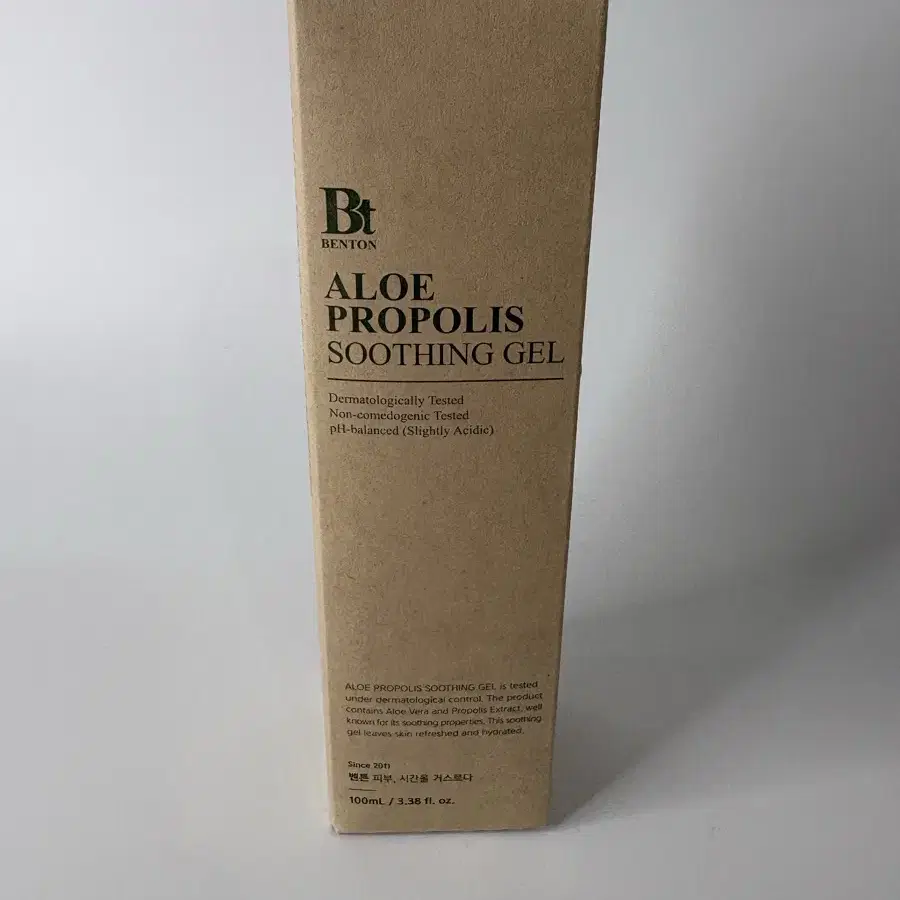 Bt
BENTON
ALOE
PROPOLIS
SOOTHING GEL
Dermatologically Tested
Non-comedogenic Tested
pH-balanced (Slightly Acidic)
ALOE PROPOLIS SOOTHING GEL is tested
under dermatological control. The product
contains Aloe Vera and Propolis Extract, well
known for its soothing properties. This soothing
gel leaves skin refreshed and hydrated.
Since 2011
벤튼 피부, 시간을 거스르다
100mL / 3.38 fl. oz.